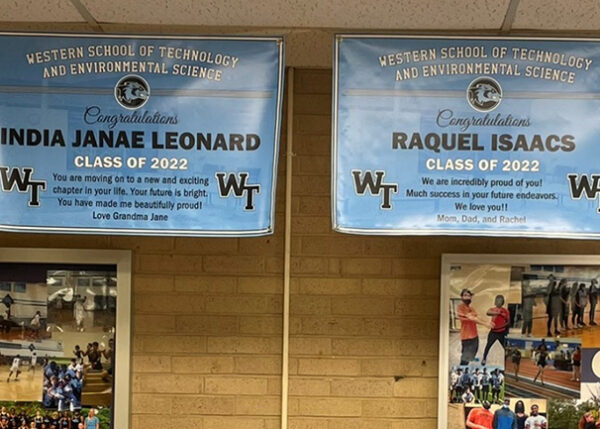 WESTERN SCHOOL OF TECHNOLOGY
AND ENVIRONMENTAL SCIENCE
Congratulations
INDIA JANAE LEONARD
CLASS OF 2022
WT
You are moving on to a new and exciting
chapter in your life. Your future is bright.
You have made me beautifully proud!
Love Grandma Jane
WT
WESTERN SCHOOL OF TECHNOLOGY
AND ENVIRONMENTAL SCIENCE
Congratulations
RAQUEL ISAACS
CLASS OF 2022
WT
We are incredibly proud of you!
Much success in your future endeavors.
We love you!!
Mom, Dad, and Rachel
WT